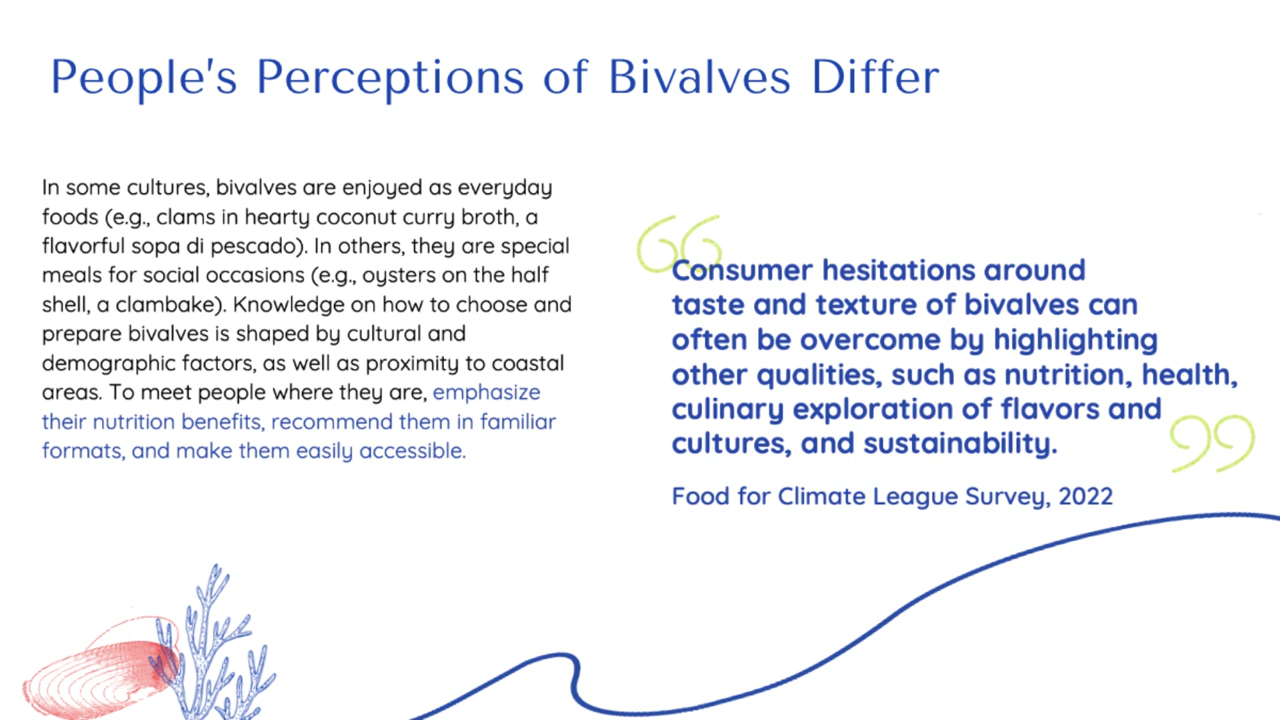 People's Perceptions of Bivalves Differ
In some cultures, bivalves are enjoyed as everyday
foods (e.g., clams in hearty coconut curry broth, a
flavorful sopa di pescado). In others, they are special
meals for social occasions (e.g., oysters on the half
shell, a clambake). Knowledge on how to choose and
prepare bivalves is shaped by cultural and
demographic factors, as well as proximity to coastal
areas. To meet people where they are, emphasize
their nutrition benefits, recommend them in familiar
formats, and make them easily accessible.
“Consumer hesitations around
taste and texture of bivalves can
often be overcome by highlighting
other qualities, such as nutrition, health,
culinary exploration of flavors and
cultures, and sustainability.”
Food for Climate League Survey, 2022